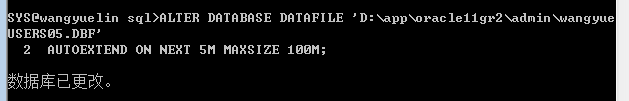 SYS@wangyuelin sql>ALTER DATABASE DATAFILE 'D:\app\oracle11gr2\admin\wangyue
USERS05.DBF'
  2  AUTOEXTEND ON NEXT 5M MAXSIZE 100M;
数据库已更改。